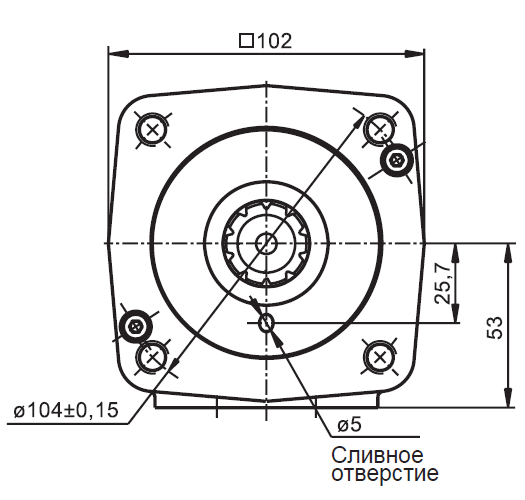 □102
25,7
53
ø104±0,15
ø5
Сливное
отверстие